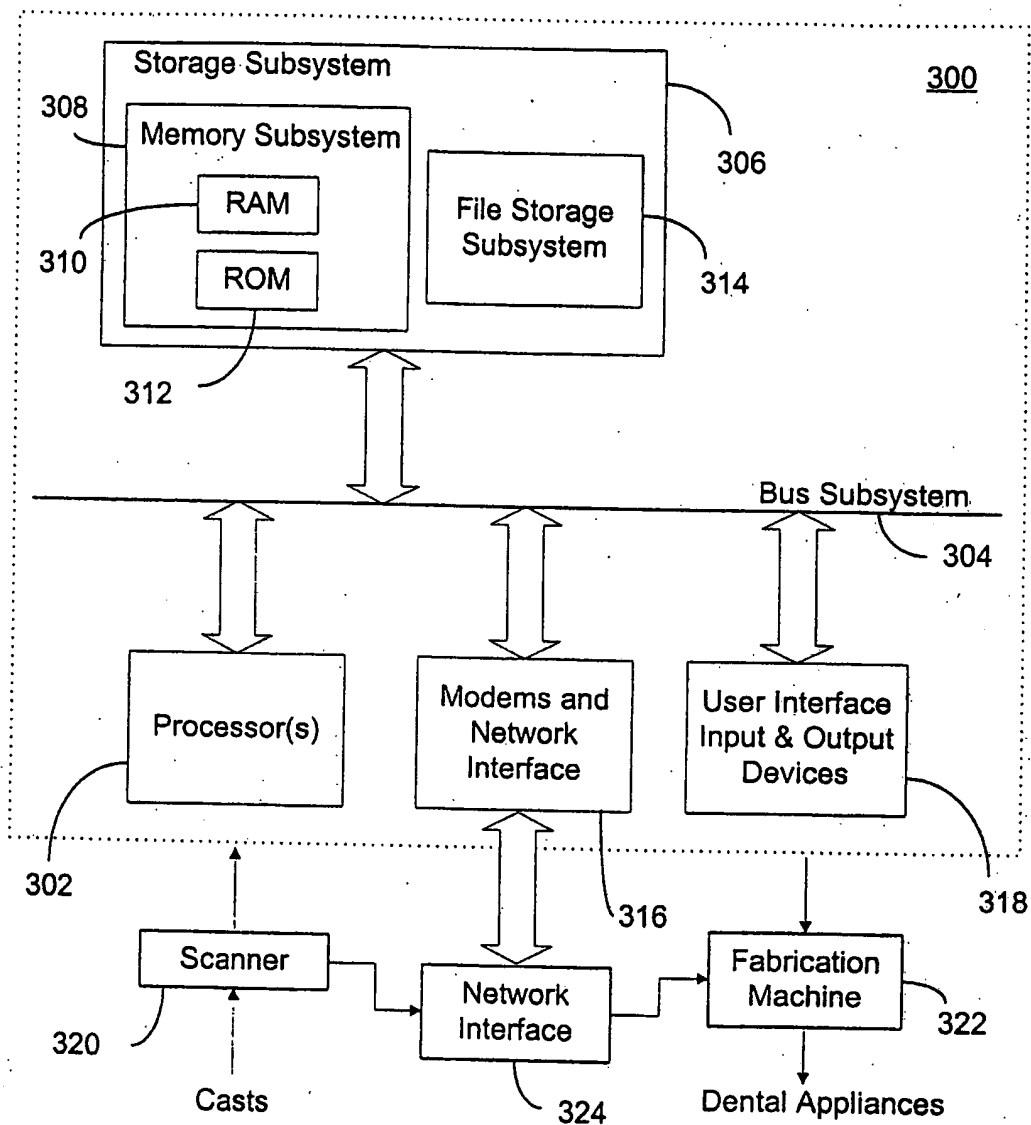 Storage Subsystem
300
308
Memory Subsystem
306
RAM
File Storage
Subsystem
310
ROM
314
312
Bus Subsystem
304
Processor(s)
Modems and
Network
Interface
User Interface
Input & Output
Devices
302
316
318
Scanner
Network
Interface
Fabrication
Machine
320
322
Casts
324
Dental Appliances